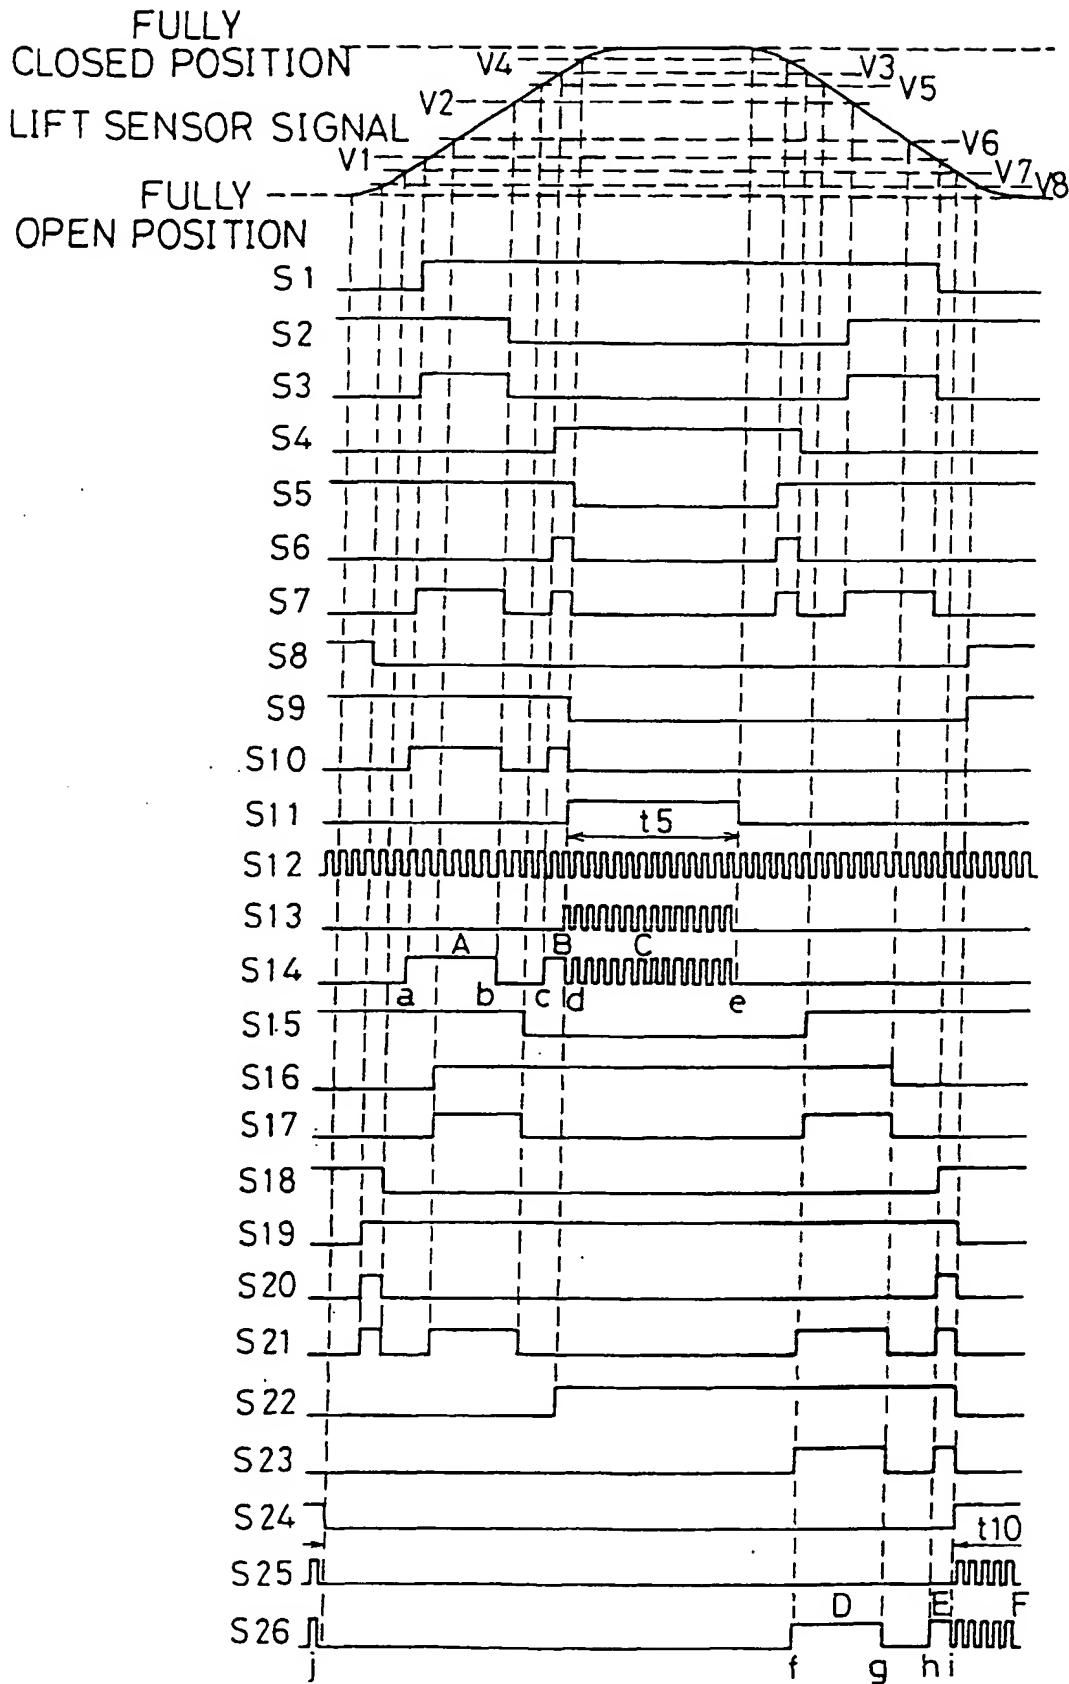 FULLY
CLOSED POSITION
V4
V3
V5
V2
LIFT SENSOR SIGNAL
V6
V1
V7
V8
FULLY
OPEN POSITION
S1
S2
S3
S4
S5
S6
S7
S8
S9
S10
S11
t5
S12
S13
A
B
C
S14
a
b
c
d
e
S15
S16
S17
S18
S19
S20
S21
S22
S23
S24
t10
S25
D
E
F
S26
j
f
g
h
i